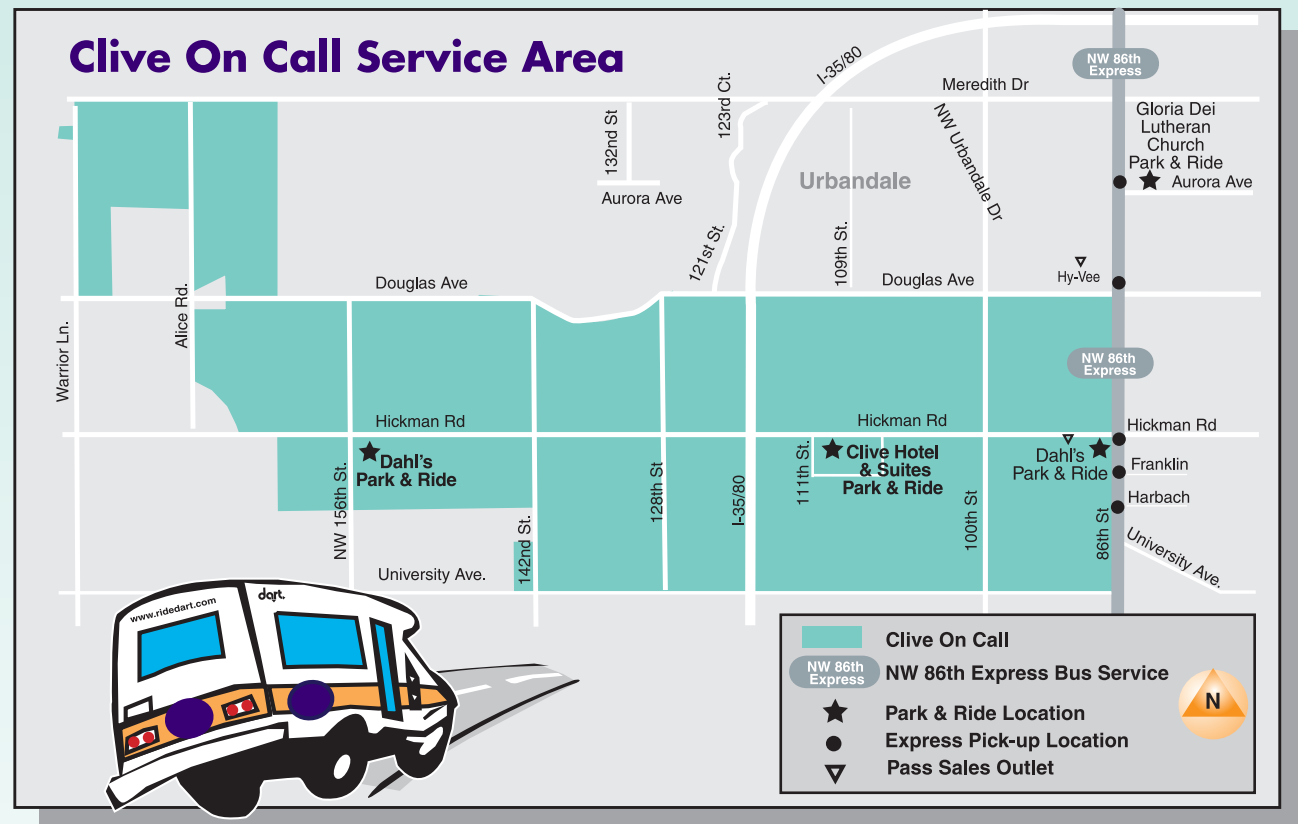 Clive On Call Service Area
I-35/80
NW 86th
Express
Meredith Dr
123rd Ct.
132nd St
NW Urbandale Dr
Gloria Dei
Lutheran
Church
Park & Ride
Aurora Ave
Urbandale
Aurora Ave
121st St.
109th St.
Hy-Vee
Douglas Ave
Douglas Ave
Warrior Ln.
Alice Rd.
NW 86th
Express
Hickman Rd
Hickman Rd
Hickman Rd
Dahl's
Park & Ride
NW 156th St.
142nd St.
128th St
I-35/80
111th St.
Clive Hotel
& Suites
Park & Ride
100th St
Dahl's
Park & Ride
Franklin
Harbach
86th St
University Ave.
University Ave.
www.ridedart.com
dart.
Clive On Call
NW 86th
Express
NW 86th Express Bus Service
Park & Ride Location
Express Pick-up Location
Pass Sales Outlet
N